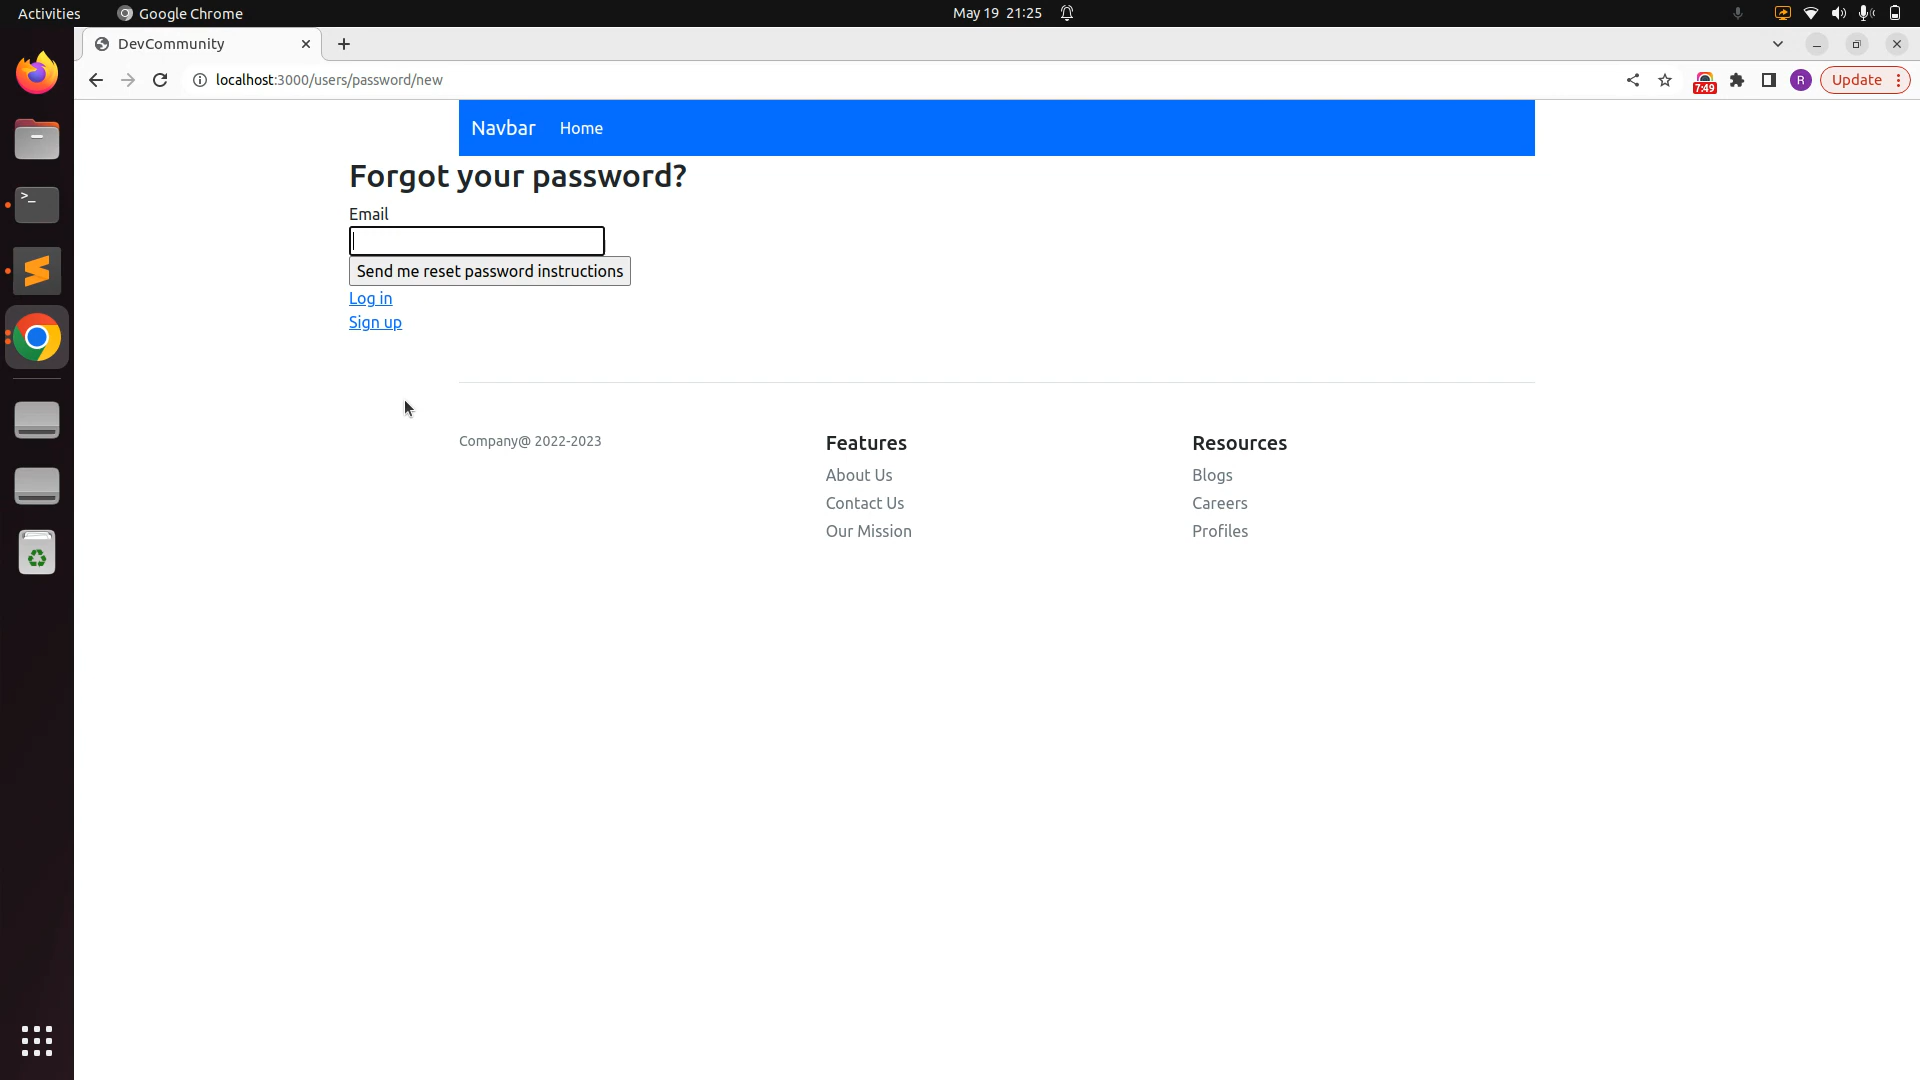 Activities
Google Chrome
May 19 21:25
DevCommunity
localhost:3000/users/password/new
7:49
R
Update
Navbar
Home
Forgot your password?
Email
Send me reset password instructions
Log in
Sign up
Company@ 2022-2023
Features
About Us
Contact Us
Our Mission
Resources
Blogs
Careers
Profiles